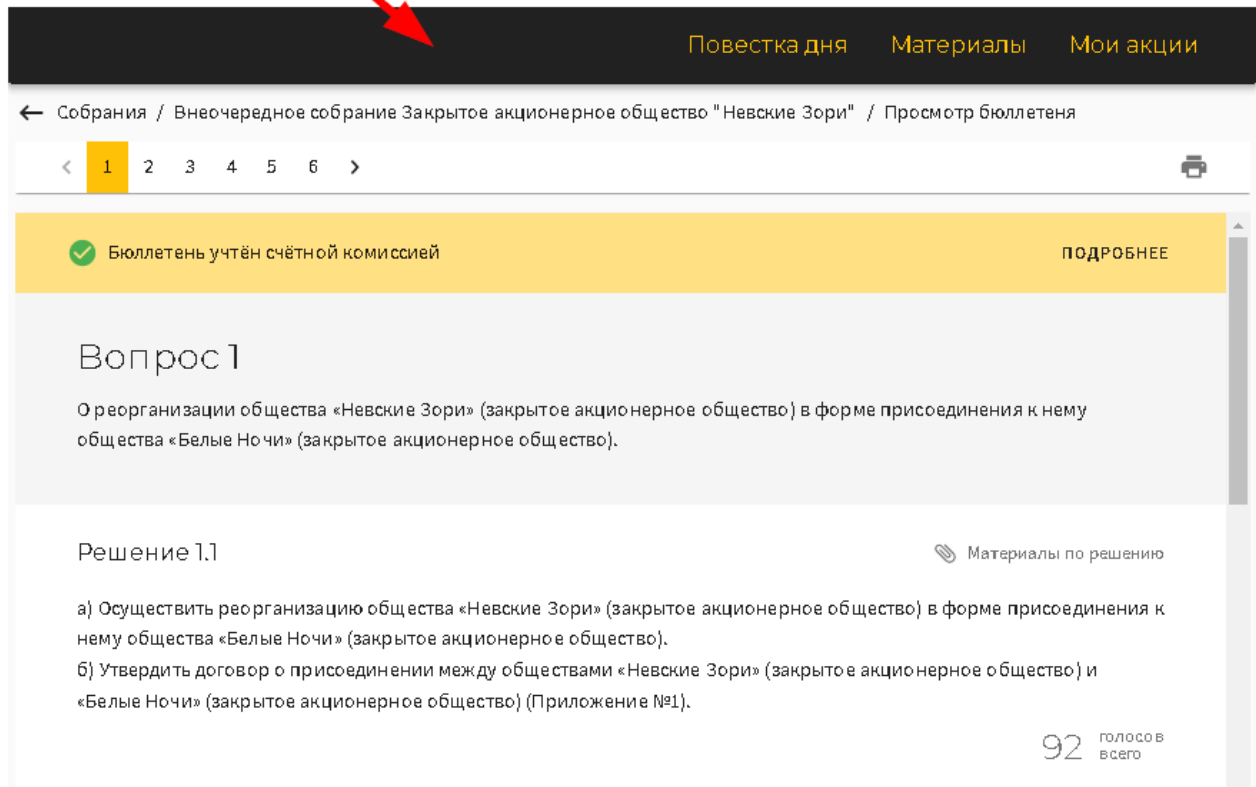 Повестка дня Материалы Мои акции
← Собрания / Внеочередное собрание Закрытое акционерное общество "Невские Зори" / Просмотр бюллетеня
< 1 2 3 4 5 6 >
Бюллетень учтён счётной комиссией ПОДРОБНЕЕ
Вопрос 1
О реорганизации общества «Невские Зори» (закрытое акционерное общество) в форме присоединения к нему
общества «Белые Ночи» (закрытое акционерное общество).
Решение 1.1 Материалы по решению
а) Осуществить реорганизацию общества «Невские Зори» (закрытое акционерное общество) в форме присоединения к
нему общества «Белые Ночи» (закрытое акционерное общество).
б) Утвердить договор о присоединении между обществами «Невские Зори» (закрытое акционерное общество) и
«Белые Ночи» (закрытое акционерное общество) (Приложение №1).
92 голосов
всего